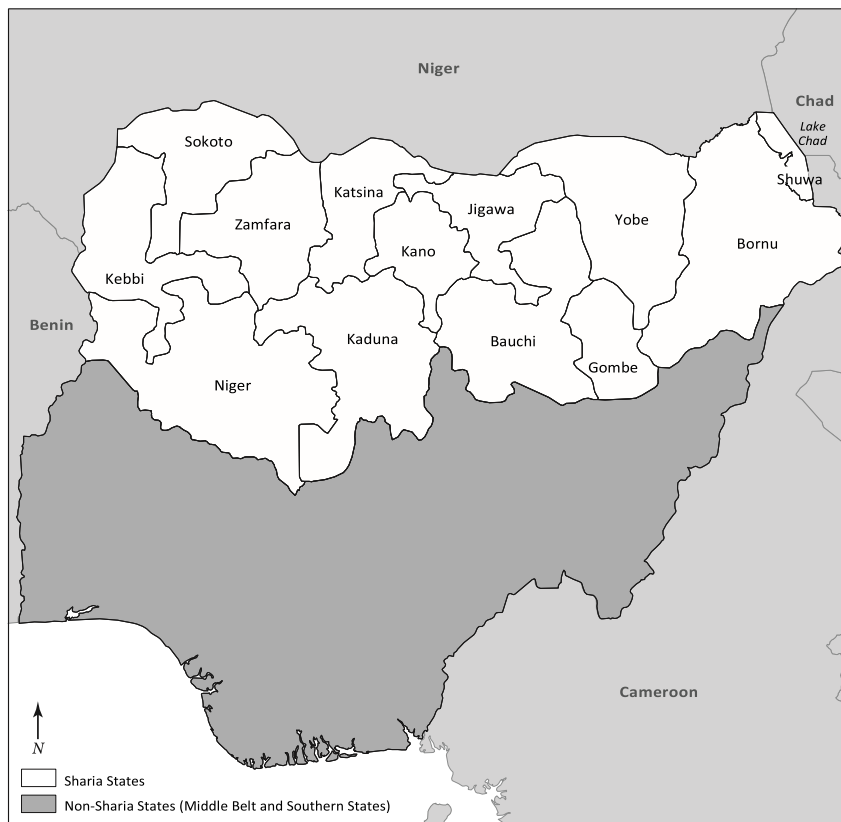 Niger
Chad
Lake
Chad
Sokoto
Shuwa
Katsina
Jigawa
Zamfara
Yobe
Bornu
Kano
Kebbi
Benin
Kaduna
Bauchi
Gombe
Niger
Cameroon
N
Sharia States
Non-Sharia States (Middle Belt and Southern States)